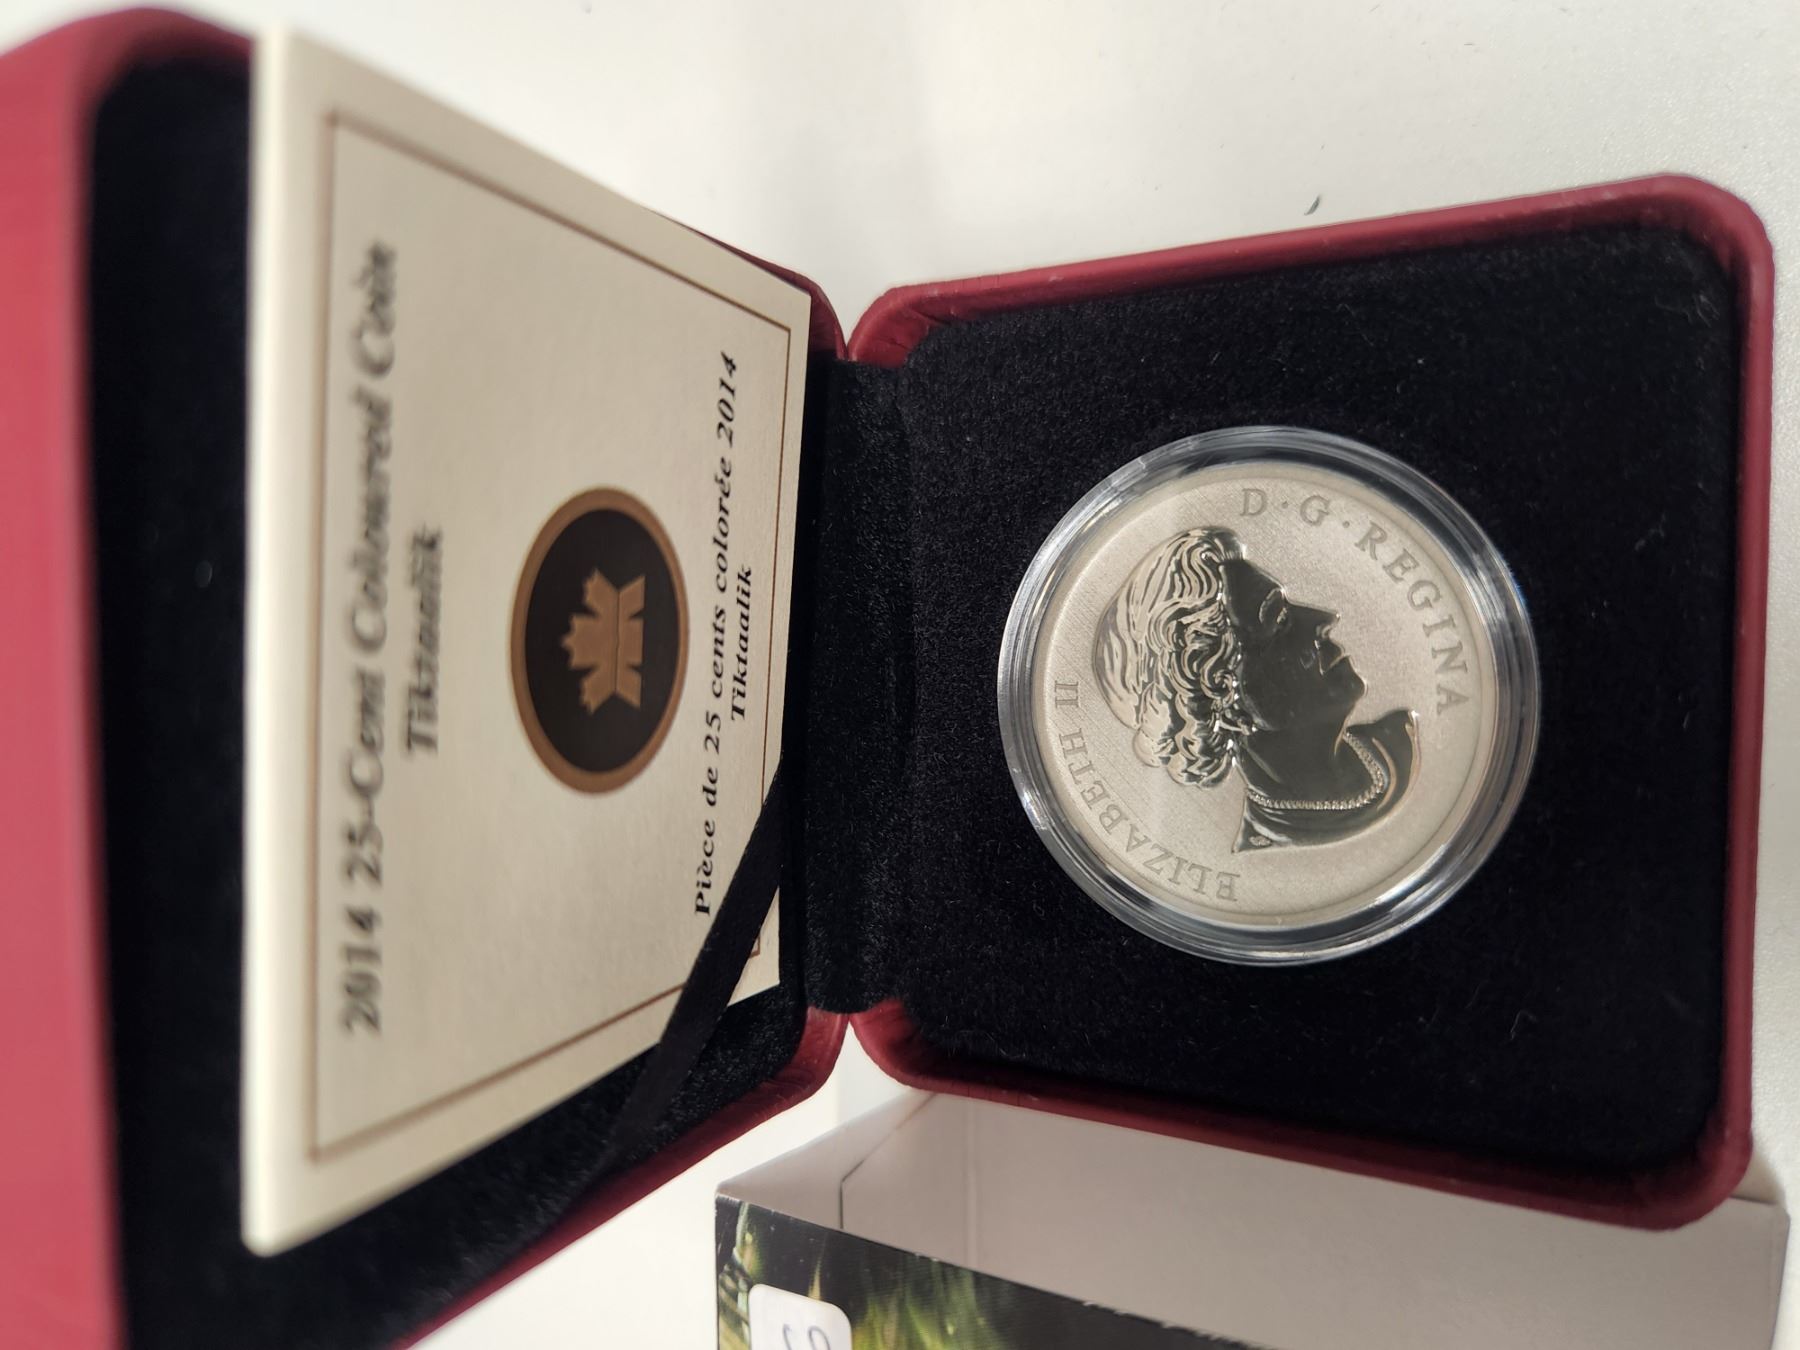 2014 25-Cent Coloured Coin
Tiktaalik
Pièce de 25 cents colorée 2014
Tiktaalik
ELIZABETH II
D·G·REGINA